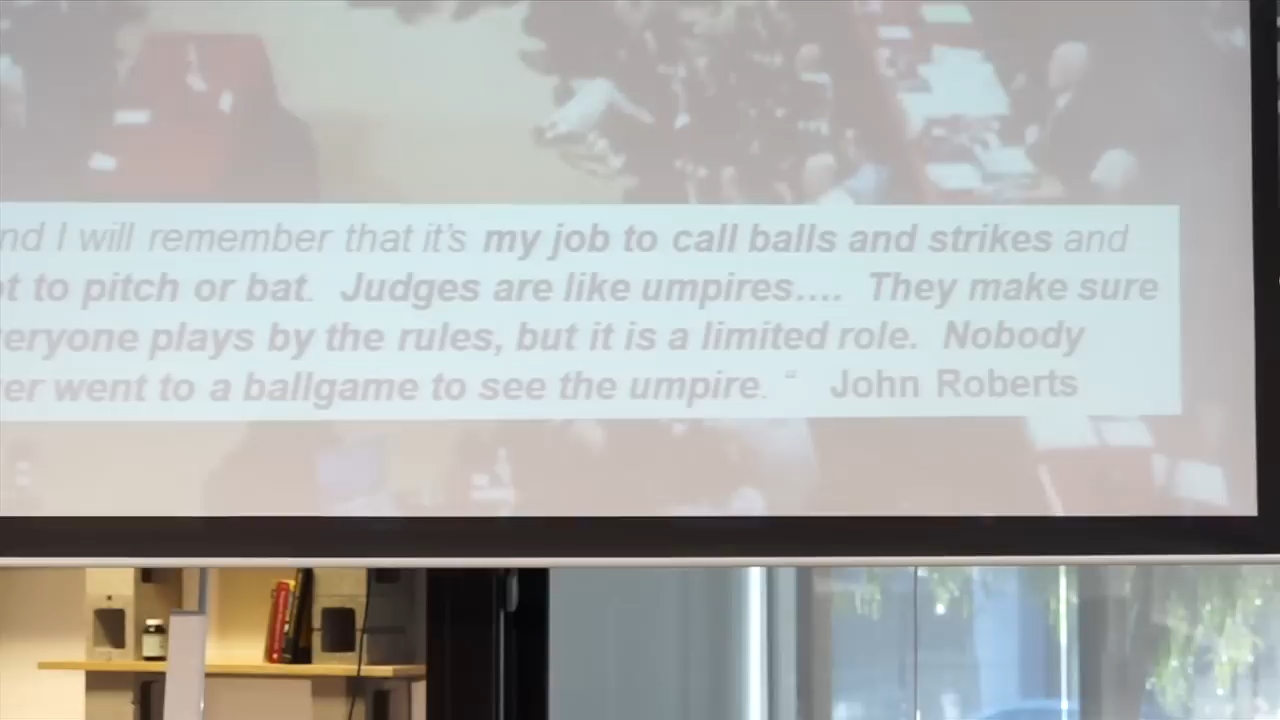 nd I will remember that it's my job to call balls and strikes and
ot to pitch or bat. Judges are like umpires.... They make sure
eryone plays by the rules, but it is a limited role. Nobody
er went to a ballgame to see the umpire. “ John Roberts